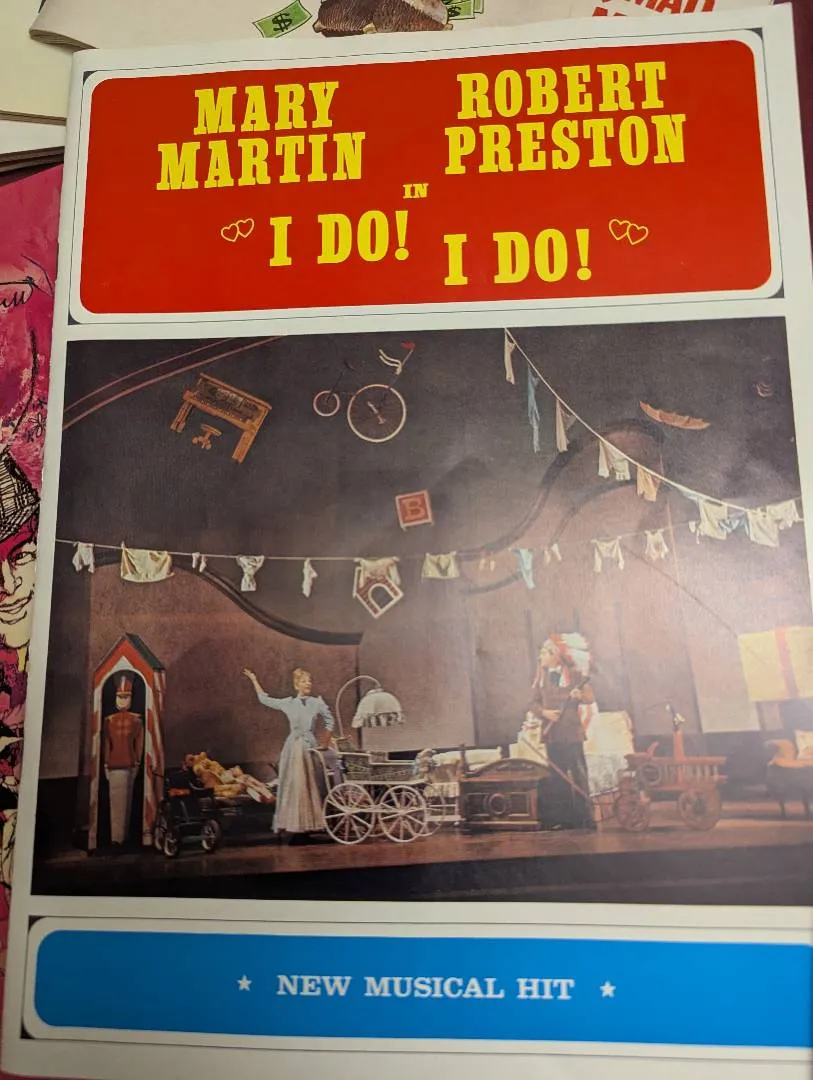 MARY
MARTIN
ROBERT
PRESTON
IN
I DO! I DO!
B
★ NEW MUSICAL HIT ★